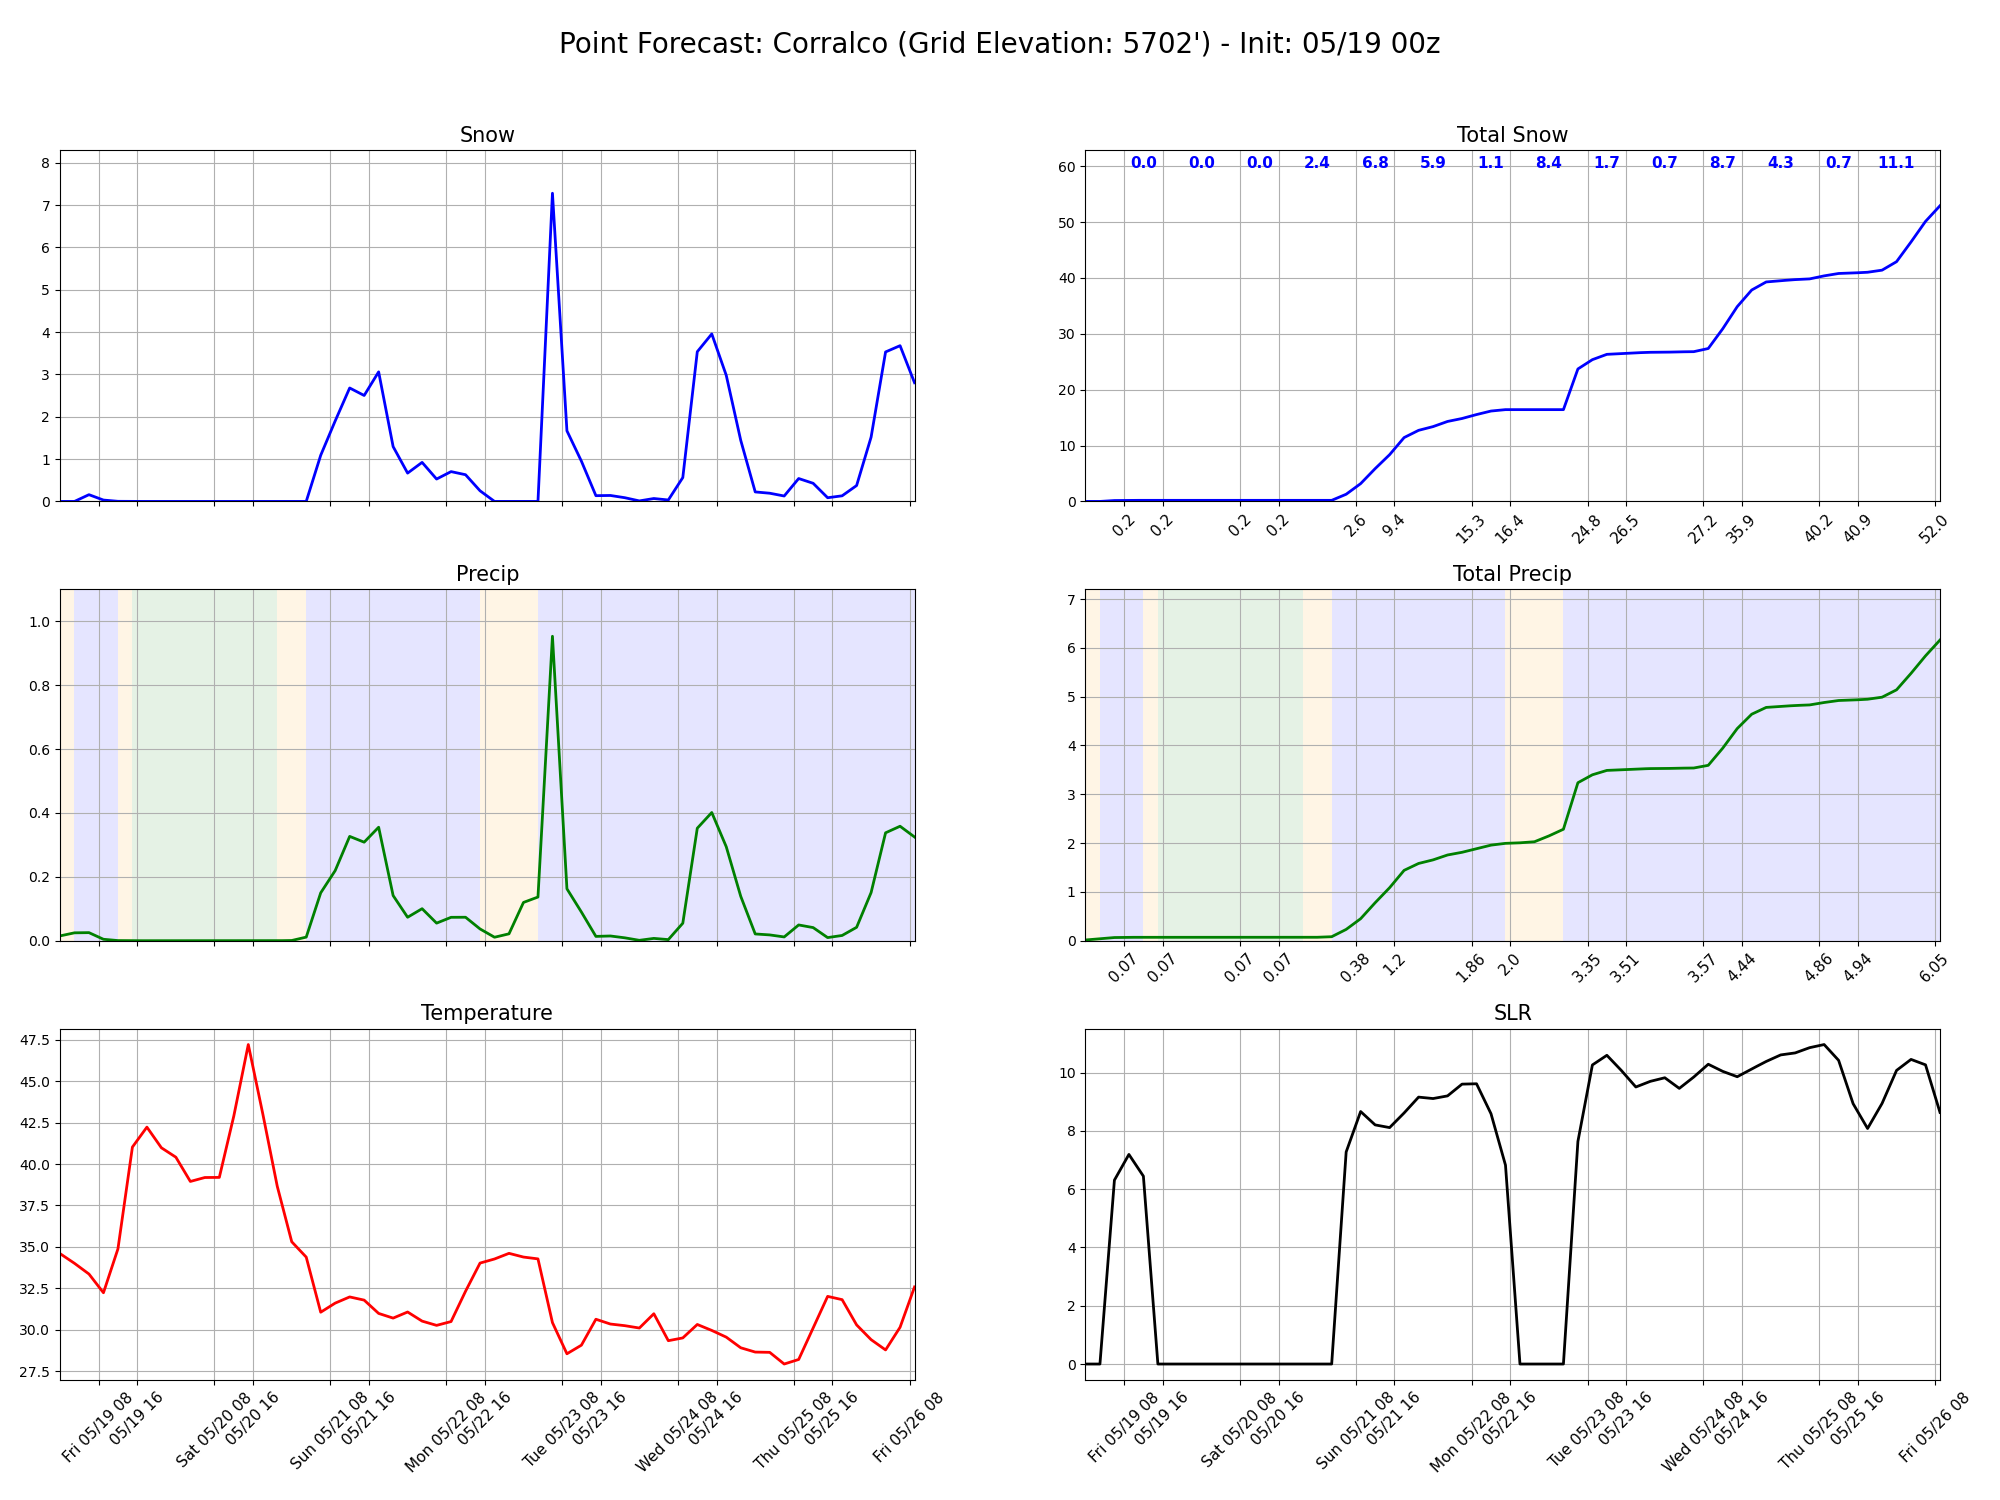 Point Forecast: Corralco (Grid Elevation: 5702') - Init: 05/19 00z
Snow
8
7
6
5
4
3
2
1
0
Total Snow
0.0 0.0 0.0 2.4 6.8 5.9 1.1 8.4 1.7 0.7 8.7 4.3 0.7 11.1
60
50
40
30
20
10
0
0.2 0.2 0.2 0.2 2.6 9.4 15.3 16.4 24.8 26.5 27.2 35.9 40.2 40.9 52.0
Precip
1.0
0.8
0.6
0.4
0.2
0.0
Total Precip
7
6
5
4
3
2
1
0
0.07 0.07 0.07 0.07 0.38 1.2 1.86 2.0 3.35 3.51 3.57 4.44 4.86 4.94 6.05
Temperature
47.5
45.0
42.5
40.0
37.5
35.0
32.5
30.0
27.5
Fri 05/19 08
05/19 16
Sat 05/20 08
05/20 16
Sun 05/21 08
05/21 16
Mon 05/22 08
05/22 16
Tue 05/23 08
05/23 16
Wed 05/24 08
05/24 16
Thu 05/25 08
05/25 16
Fri 05/26 08
SLR
10
8
6
4
2
0
Fri 05/19 08
05/19 16
Sat 05/20 08
05/20 16
Sun 05/21 08
05/21 16
Mon 05/22 08
05/22 16
Tue 05/23 08
05/23 16
Wed 05/24 08
05/24 16
Thu 05/25 08
05/25 16
Fri 05/26 08